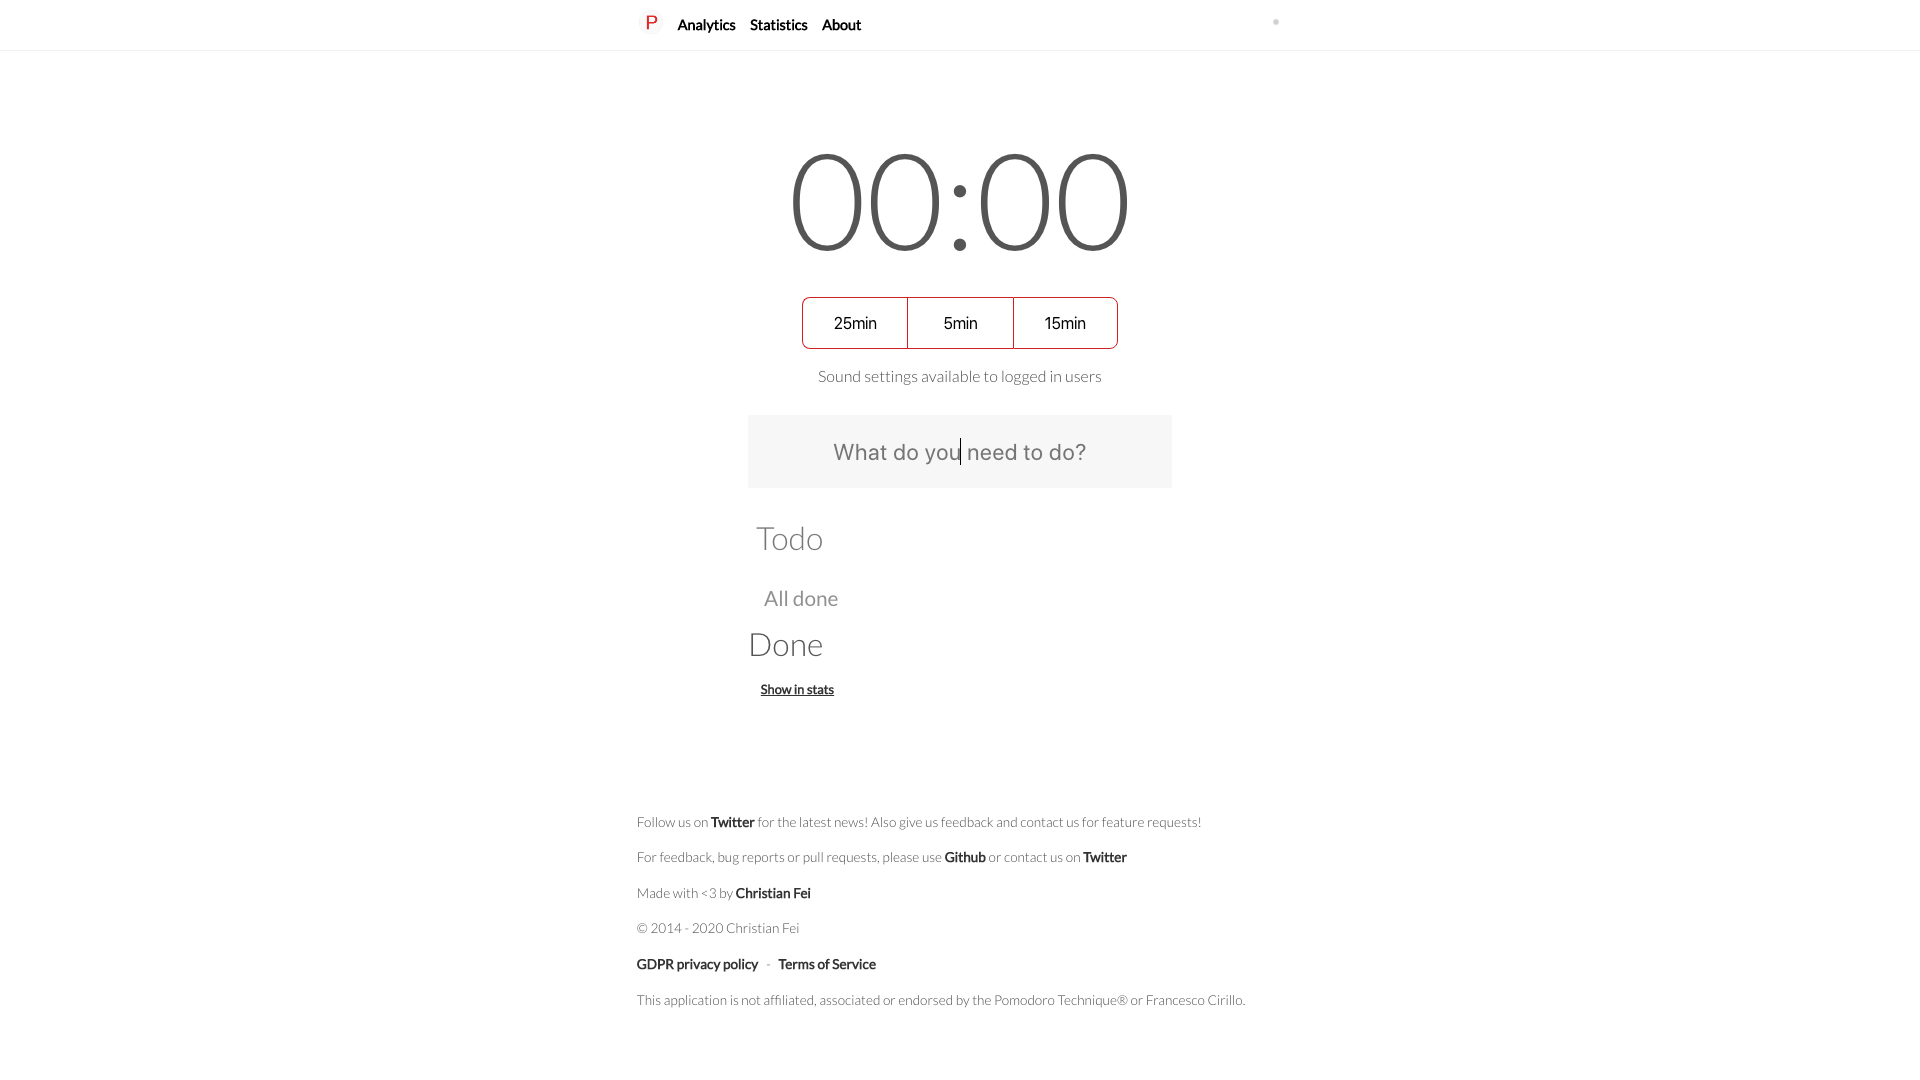 P Analytics Statistics About
00:00
25min 5min 15min
Sound settings available to logged in users
What do you need to do?
Todo
All done
Done
Show in stats
Follow us on Twitter for the latest news! Also give us feedback and contact us for feature requests!
For feedback, bug reports or pull requests, please use Github or contact us on Twitter
Made with <3 by Christian Fei
© 2014 - 2020 Christian Fei
GDPR privacy policy - Terms of Service
This application is not affiliated, associated or endorsed by the Pomodoro Technique® or Francesco Cirillo.